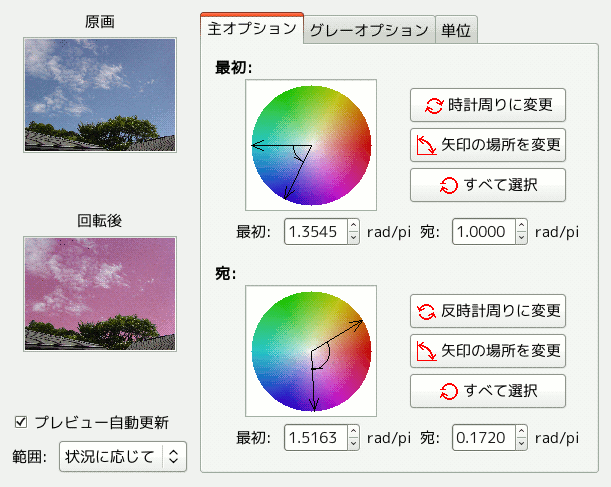 原画
回転後
プレビュー自動更新
範囲: 状況に応じて
主オプション グレーオプション 単位
最初:
時計周りに変更
矢印の場所を変更
すべて選択
最初: 1.3545 rad/pi 宛: 1.0000 rad/pi
宛:
反時計周りに変更
矢印の場所を変更
すべて選択
最初: 1.5163 rad/pi 宛: 0.1720 rad/pi